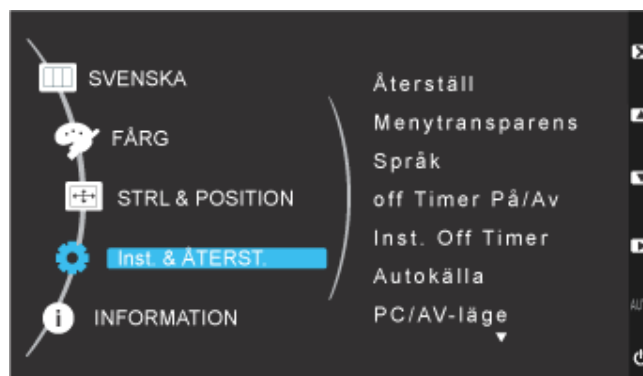 SVENSKA
FÄRG
STRL & POSITION
Inst. & ÅTERST.
INFORMATION
Återställ
Menytransparens
Språk
off Timer På/Av
Inst. Off Timer
Autokälla
PC/AV-läge